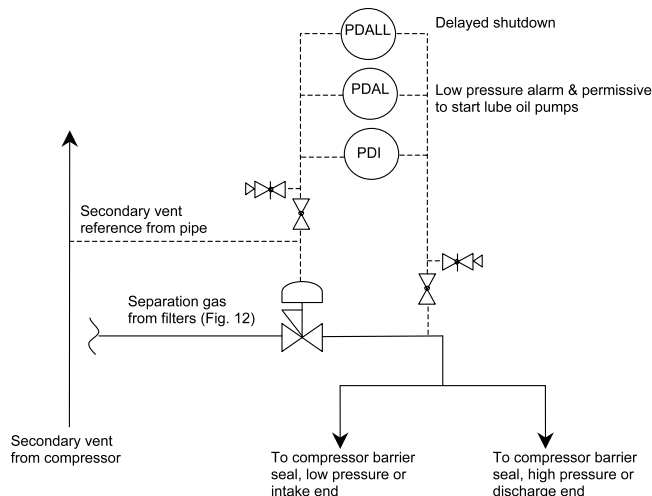 PDALL
Delayed shutdown
PDAL
Low pressure alarm & permissive
to start lube oil pumps
PDI
Secondary vent
reference from pipe
Separation gas
from filters (Fig. 12)
Secondary vent
from compressor
To compressor barrier
seal, low pressure or
intake end
To compressor barrier
seal, high pressure or
discharge end